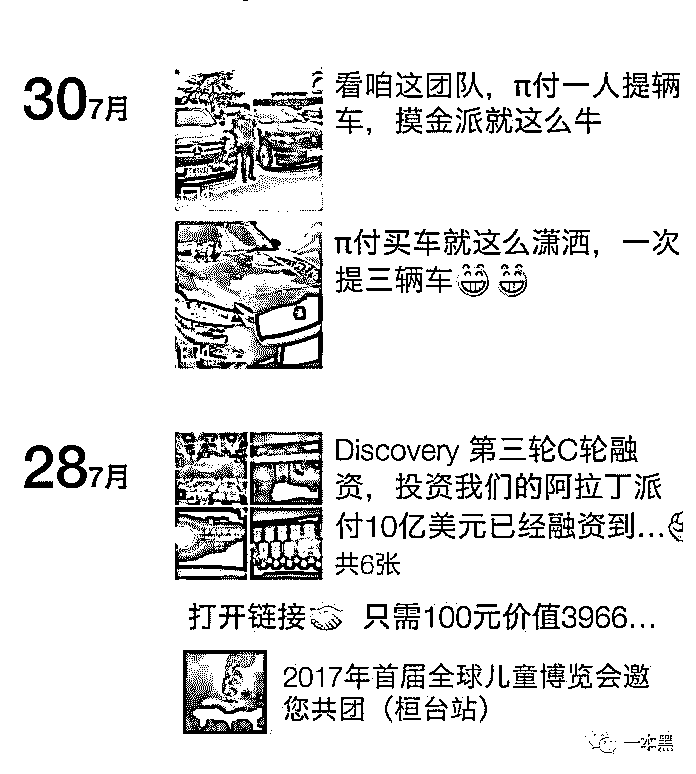 30 7月
看咱这团队，π付一人提辆
车，摸金派就这么牛
π付买车就这么潇洒，一次
提三辆车😁😁
28 7月
Discovery 第三轮C轮融
资，投资我们的阿拉丁派
付10亿美元已经融资到...
共6张
打开链接🤝 只需100元价值3966...
2017年首届全球儿童博览会邀
您共团（桓台站）
一本黑